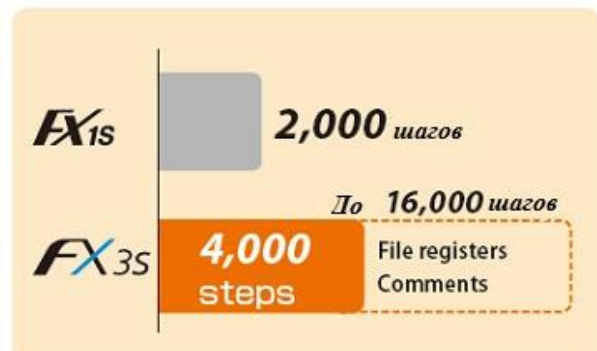 FX1S
2,000 шагов
До 16,000 шагов
FX3S
4,000
steps
File registers
Comments